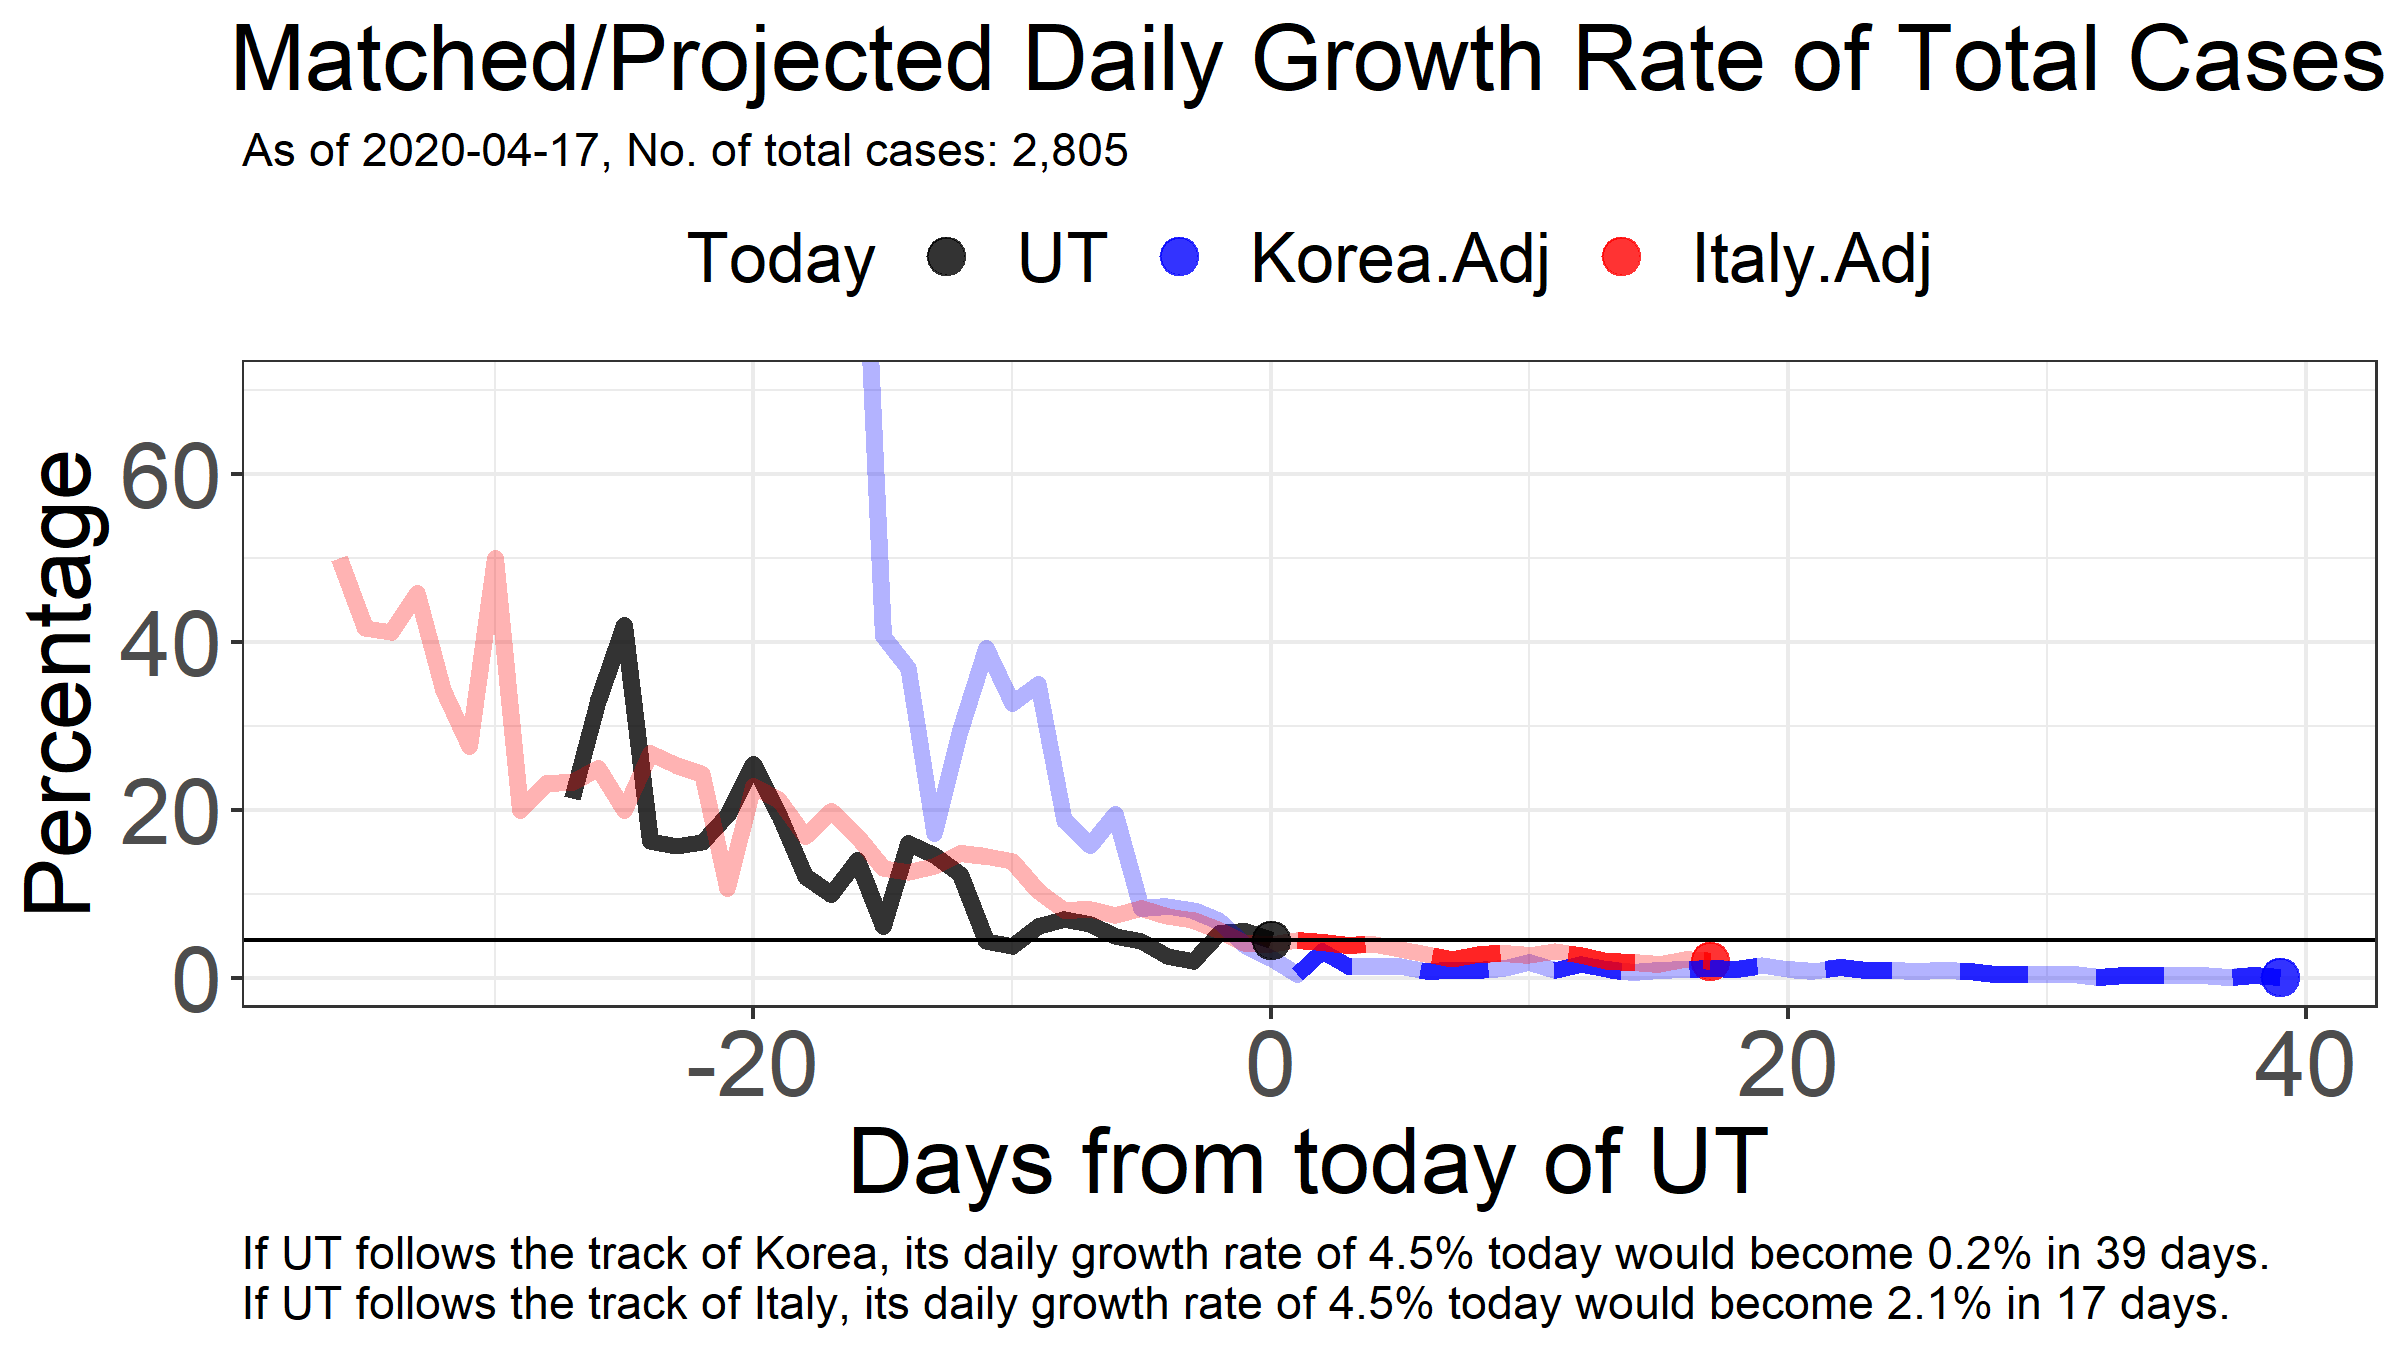 Matched/Projected Daily Growth Rate of Total Cases
As of 2020-04-17, No. of total cases: 2,805
Today UT Korea.Adj Italy.Adj
Percentage
60
40
20
0
-20 0 20 40
Days from today of UT
If UT follows the track of Korea, its daily growth rate of 4.5% today would become 0.2% in 39 days.
If UT follows the track of Italy, its daily growth rate of 4.5% today would become 2.1% in 17 days.